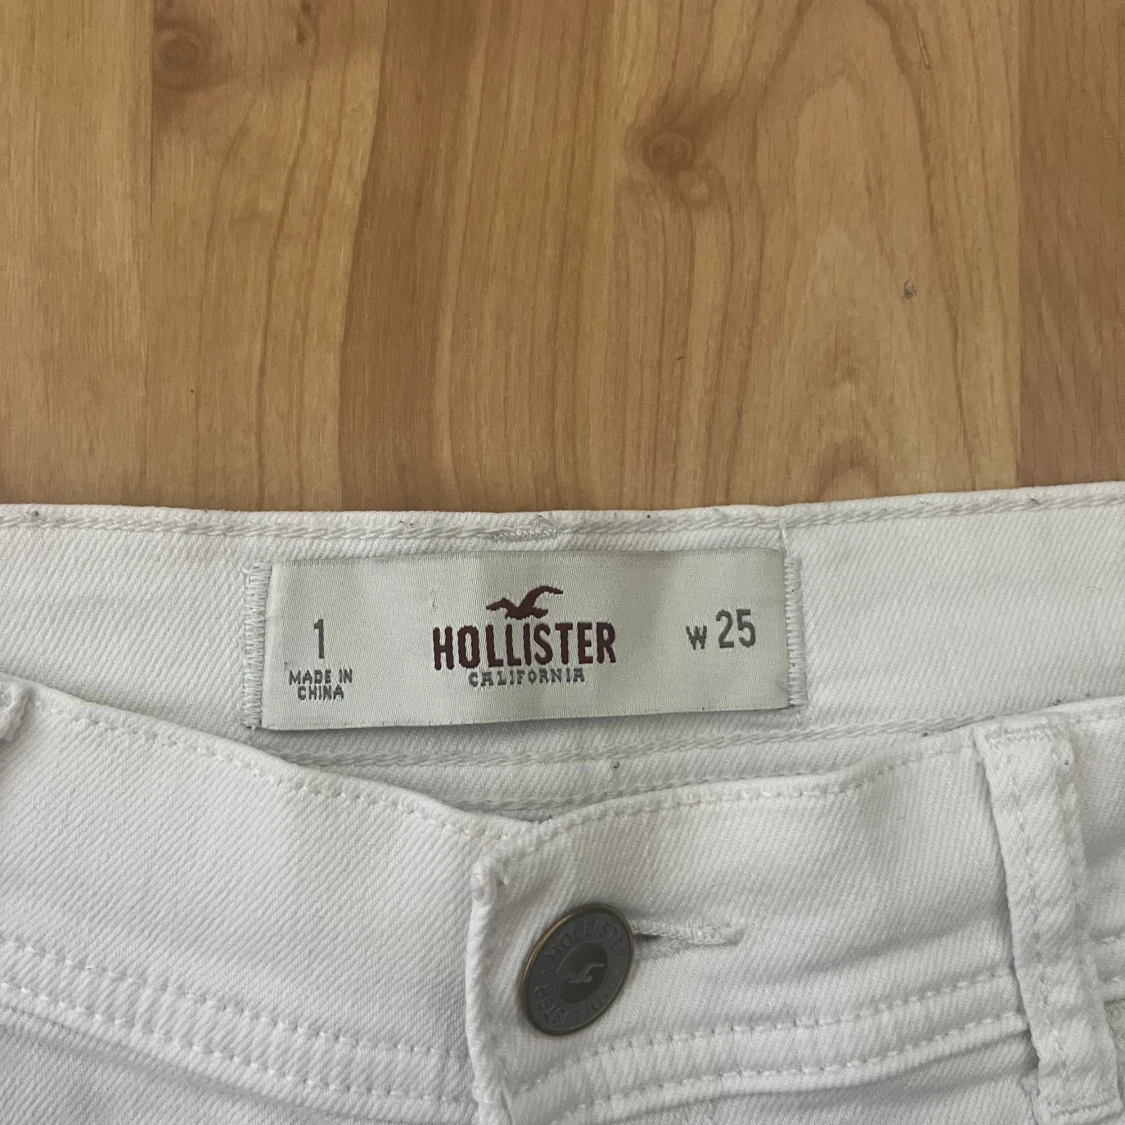 1
MADE IN
CHINA
HOLLISTER
CALIFORNIA
W 25
HOLLISTER
HOLLISTER